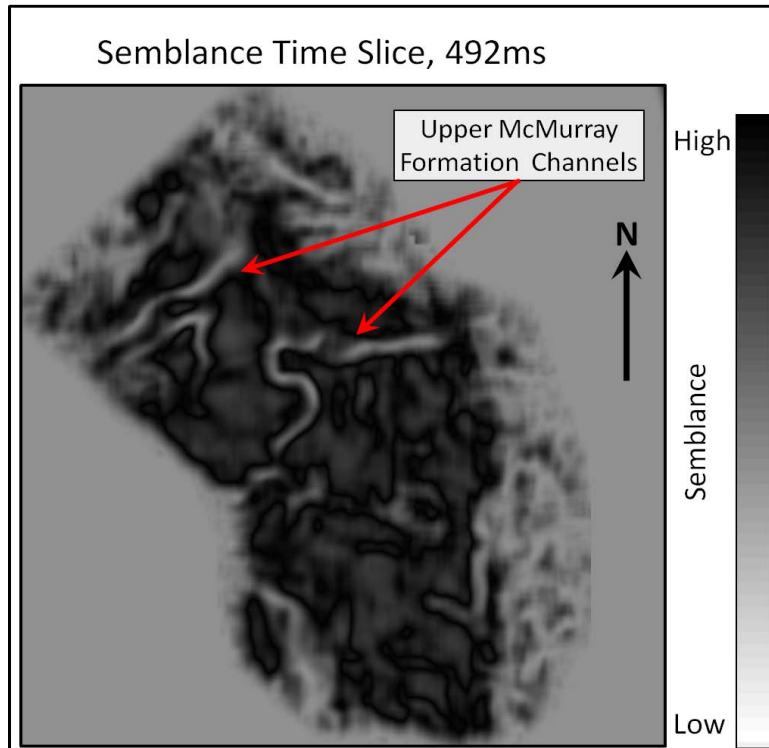 Semblance Time Slice, 492ms
Upper McMurray
Formation Channels
High
N
Semblance
Low